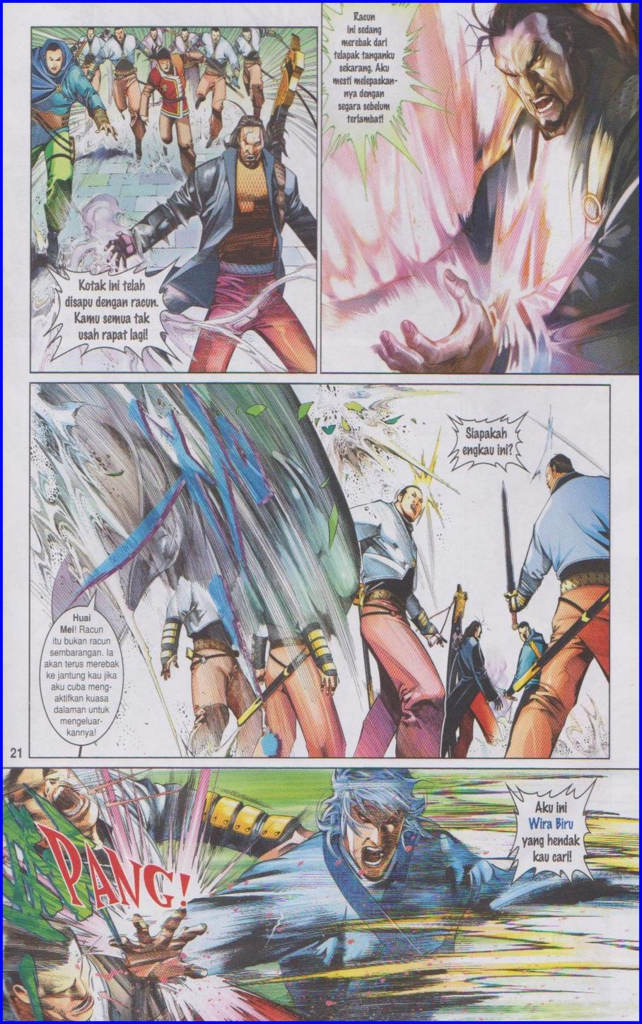 Kotak ini telah
disapu dengan racun.
Kamu semua tak
usah rapat lagi!
Racun
ini sedang
merebak dari
telapak tanganku
sekarang. Aku
mesti melepaskan-
nya dengan
segera sebelum
terlambat!
Siapakah
engkau ini?
Huai
Mei! Racun
itu bukan racun
sembarangan. Ia
akan terus merebak
ke jantung kau jika
aku cuba meng-
aktifkan kuasa
dalaman untuk
mengeluar-
kannya!
21
PANG!
Aku ini
Wira Biru
yang hendak
kau cari!